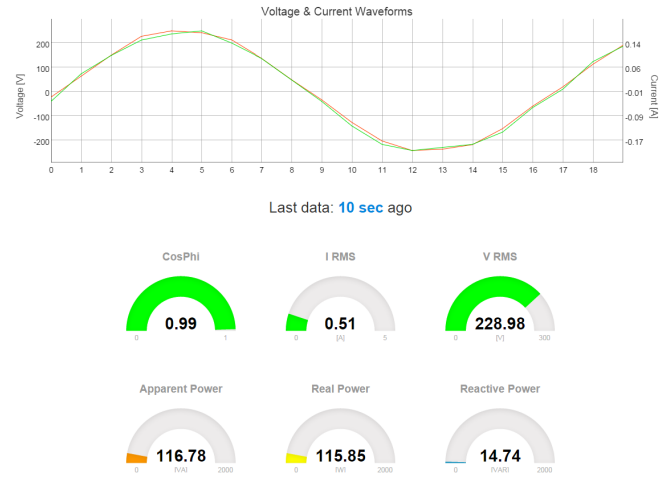 Voltage & Current Waveforms
Voltage [V]
200
100
0
-100
-200
0.14
0.06
-0.01
-0.09
-0.17
Current [A]
0 1 2 3 4 5 6 7 8 9 10 11 12 13 14 15 16 17 18
Last data: 10 sec ago
CosPhi I RMS V RMS
0.99 0.51 228.98
0 1 0 [A] 5 0 [V] 300
Apparent Power Real Power Reactive Power
116.78 115.85 14.74
0 [VA] 2000 0 [W] 2000 0 [VAR] 2000